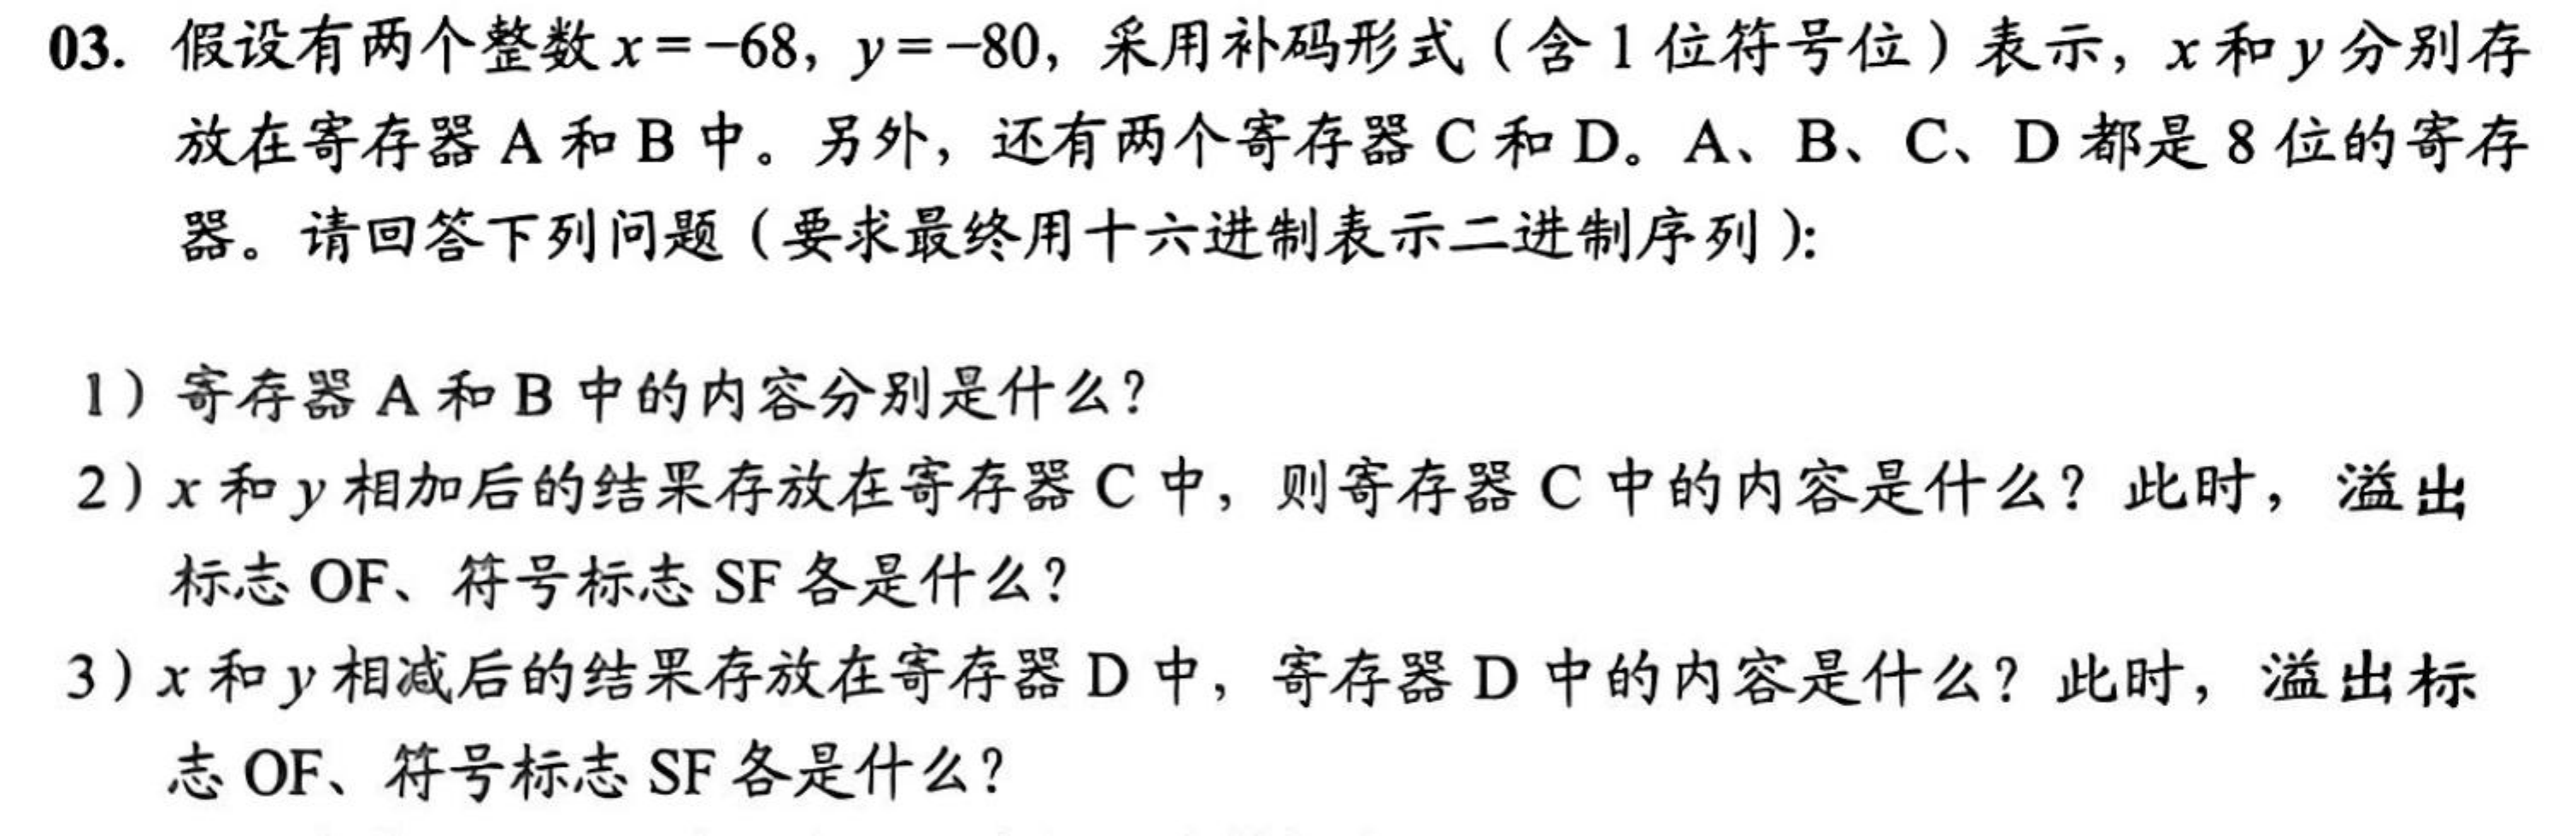 03. 假设有两个整数 x = −68, y = −80, 采用补码形式（含 1 位符号位）表示, x 和 y 分别存
放在寄存器 A 和 B 中。另外, 还有两个寄存器 C 和 D。A、B、C、D 都是 8 位的寄存
器。请回答下列问题（要求最终用十六进制表示二进制序列）:
1）寄存器 A 和 B 中的内容分别是什么?
2）x 和 y 相加后的结果存放在寄存器 C 中, 则寄存器 C 中的内容是什么? 此时, 溢出
标志 OF、符号标志 SF 各是什么?
3）x 和 y 相减后的结果存放在寄存器 D 中, 寄存器 D 中的内容是什么? 此时, 溢出标
志 OF、符号标志 SF 各是什么?